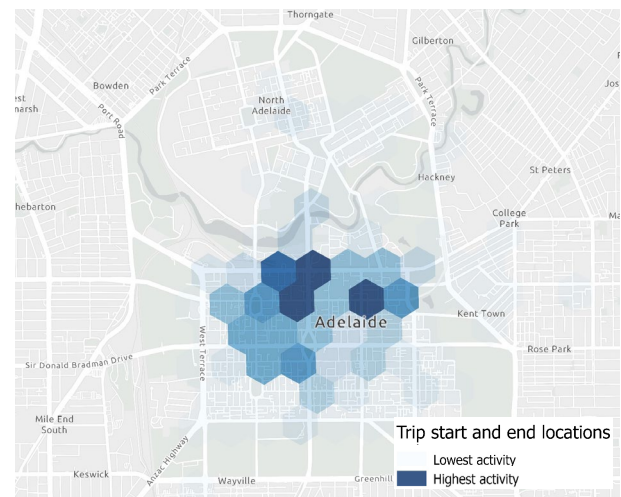 Thorngate
Gilberton
Park Terrace
Bowden
Park Terrace
North
Adelaide
Port Road
Hackney
St Peters
College
Park
Kent Town
Adelaide
West Terrace
Rose Park
Sir Donald Bradman Drive
Mile End
South
Anzac Highway
Keswick
Wayville
Greenhill
Trip start and end locations
Lowest activity
Highest activity